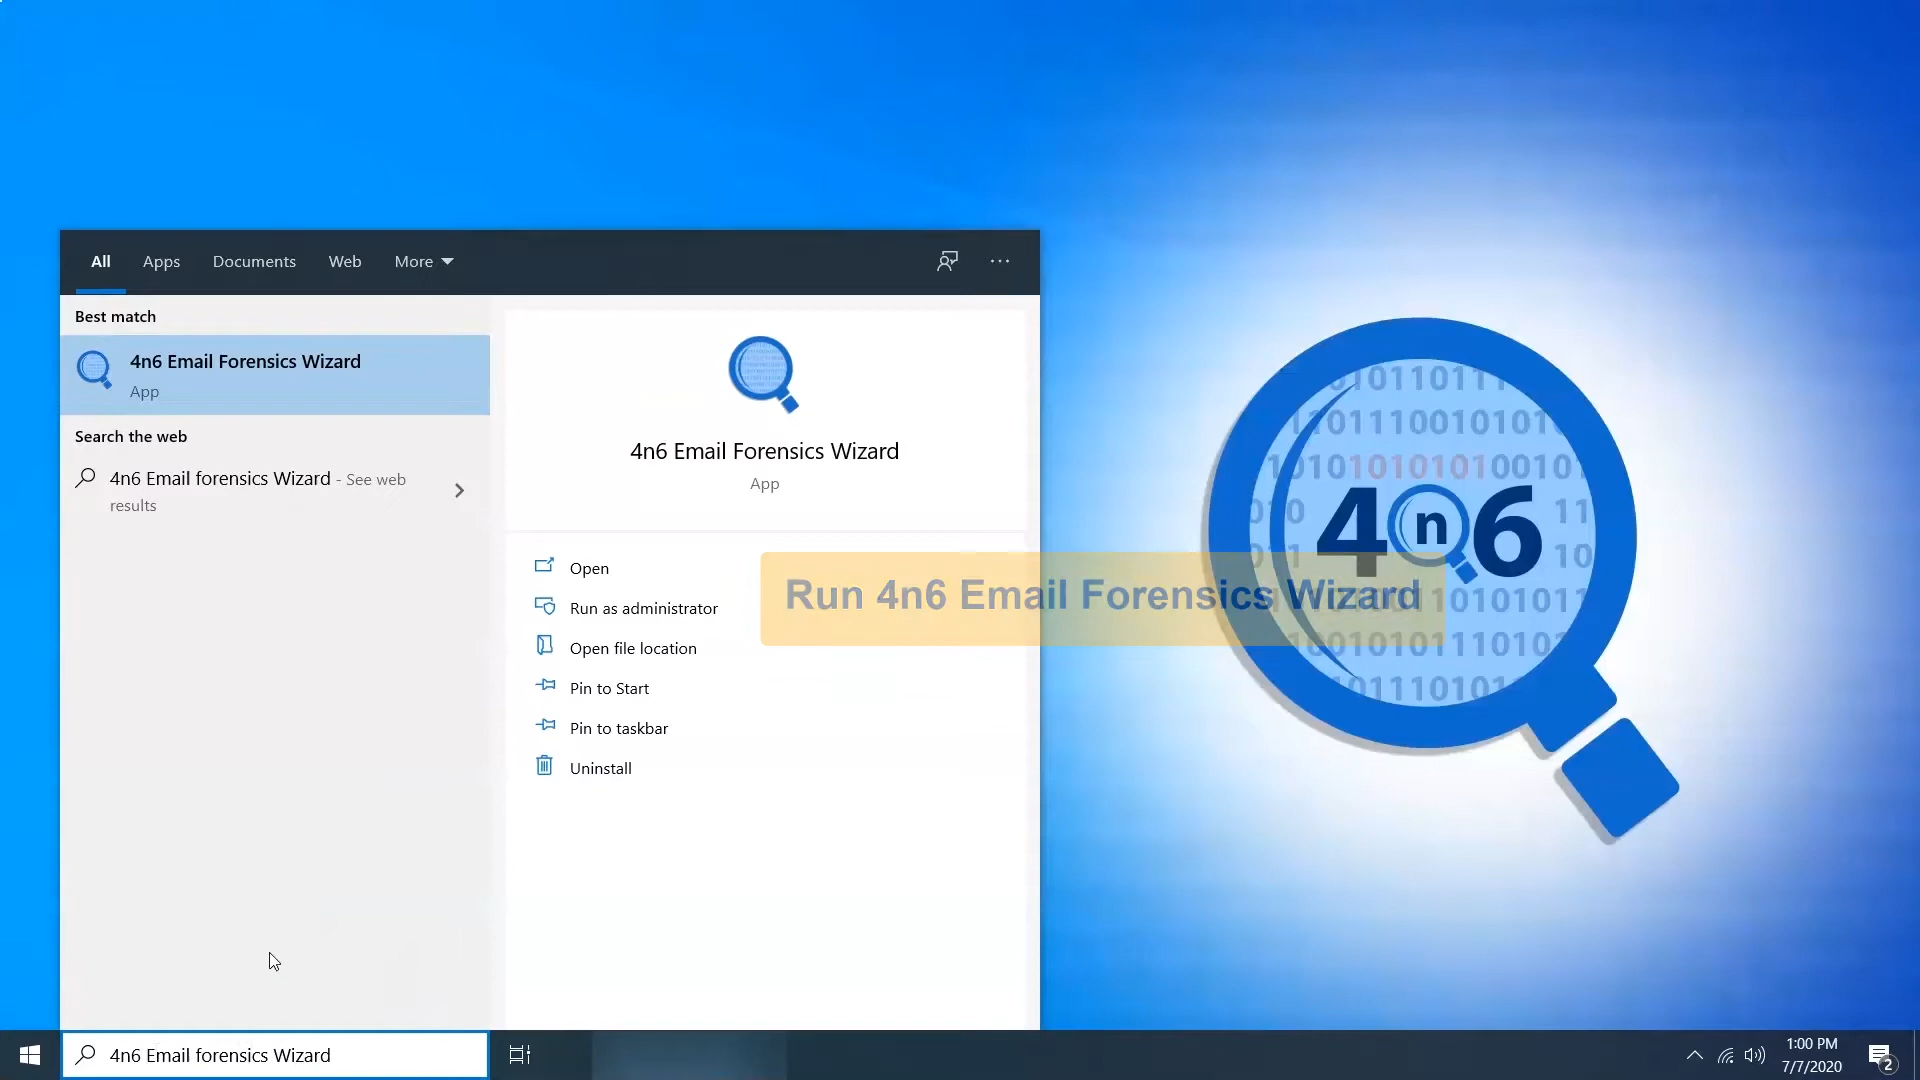 All Apps Documents Web More
Best match
4n6 Email Forensics Wizard
App
Search the web
4n6 Email forensics Wizard - See web
results
4n6 Email Forensics Wizard
App
Open
Run as administrator
Open file location
Pin to Start
Pin to taskbar
Uninstall
Run 4n6 Email Forensics Wizard
4n6
4n6 Email forensics Wizard
1:00 PM
7/7/2020
2